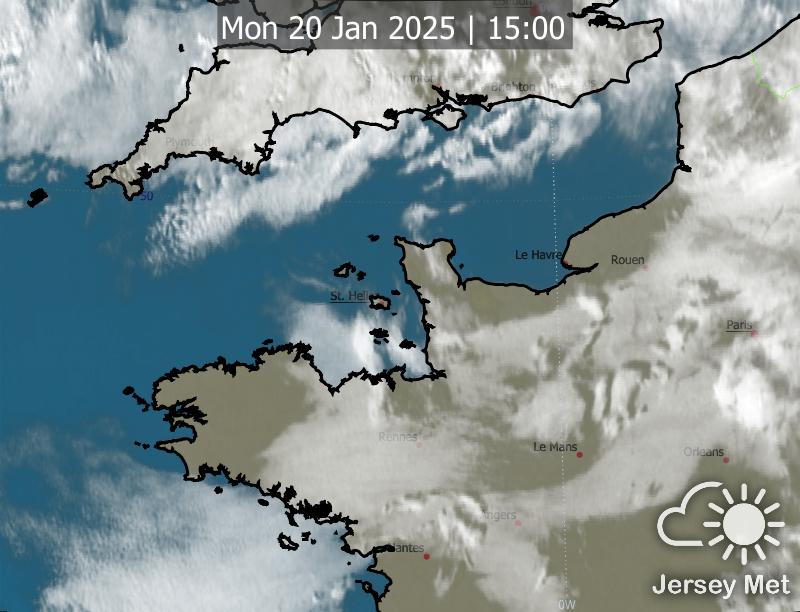 London
Mon 20 Jan 2025 | 15:00
Brighton
Plymouth
50
Le Havre
Rouen
St. Helier
Paris
Rennes
Le Mans
Orleans
Angers
Nantes
Jersey Met
0W